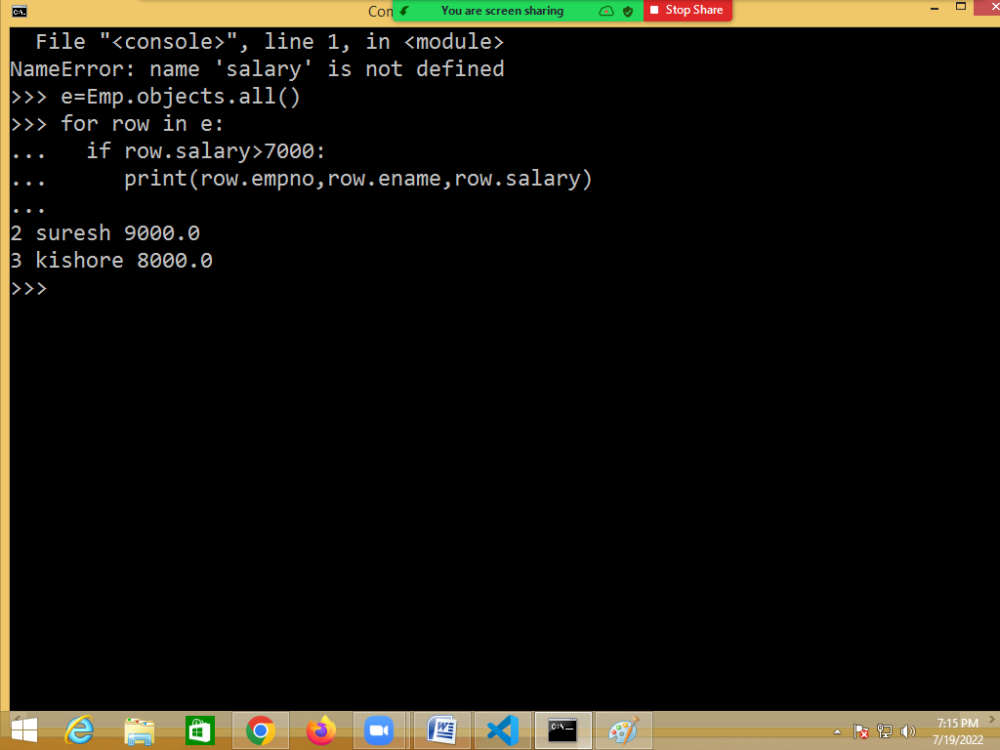 Con
You are screen sharing
Stop Share
File "<console>", line 1, in <module>
NameError: name 'salary' is not defined
>>> e=Emp.objects.all()
>>> for row in e:
...   if row.salary>7000:
...      print(row.empno,row.ename,row.salary)
...
2 suresh 9000.0
3 kishore 8000.0
>>>
7:15 PM
7/19/2022